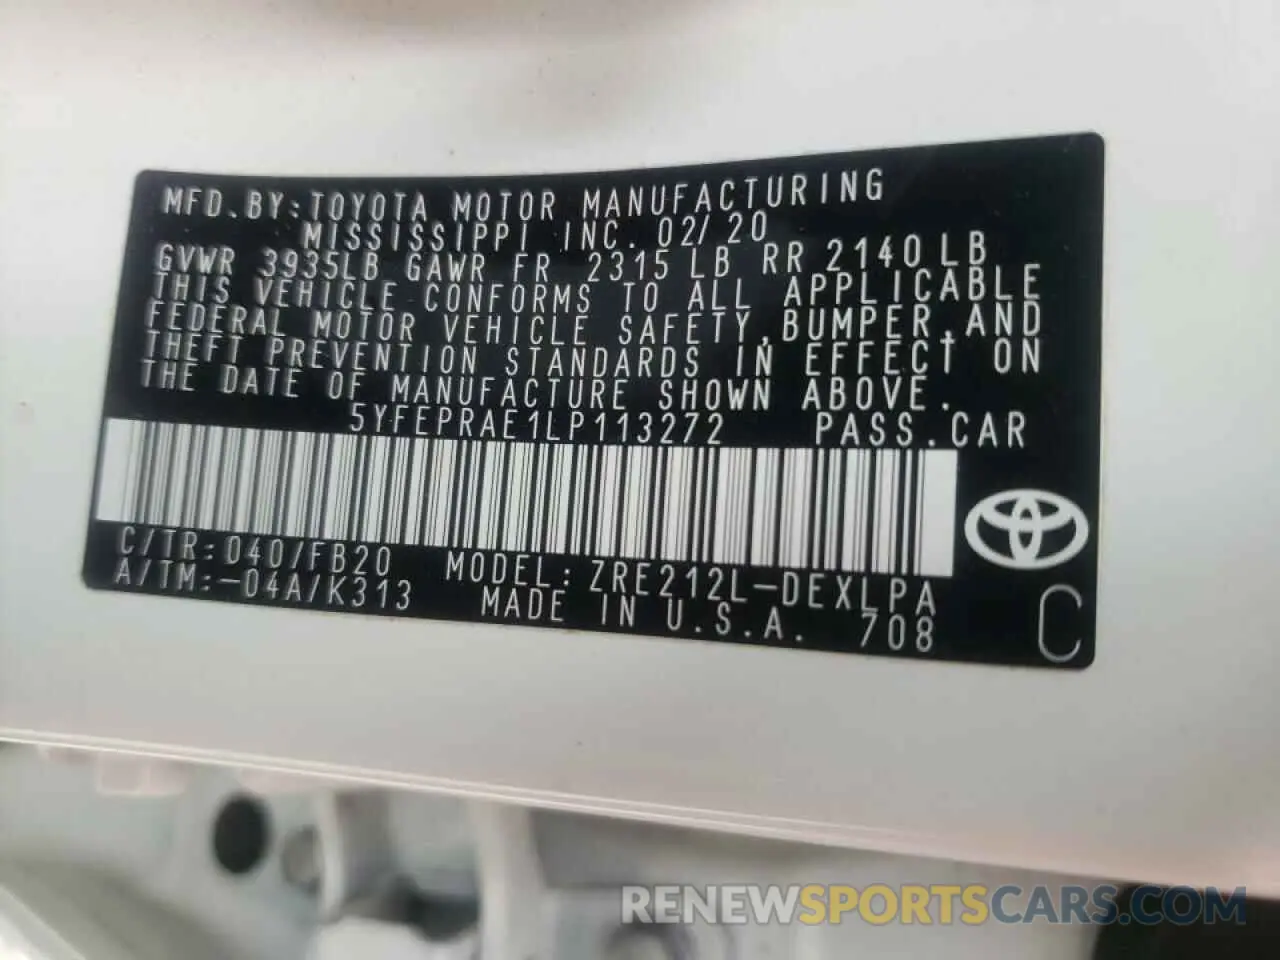 MFD.BY:TOYOTA MOTOR MANUFACTURING
MISSISSIPPI INC. 02/20
GVWR 3935LB GAWR FR 2315LB RR 2140LB
THIS VEHICLE CONFORMS TO ALL APPLICABLE
FEDERAL MOTOR VEHICLE SAFETY,BUMPER,AND
THEFT PREVENTION STANDARDS IN EFFECT ON
THE DATE OF MANUFACTURE SHOWN ABOVE.
5YFEPRAE1LP113272 PASS.CAR
C/TR:040/FB20 MODEL:ZRE212L-DEXLPA
A/TM:-04A/K313 MADE IN U.S.A. 708
C
RENEWSPORTSCARS.COM